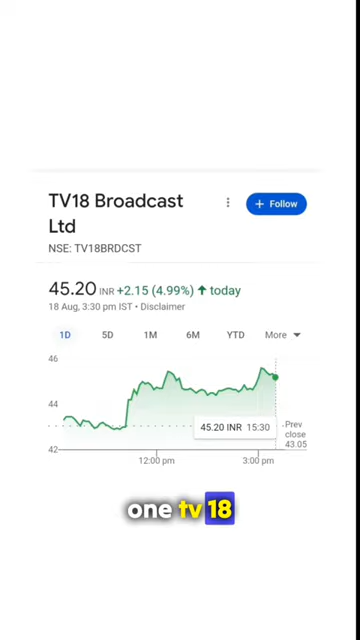 TV18 Broadcast
Ltd
+ Follow
NSE: TV18BRDCST
45.20 INR +2.15 (4.99%) ↑ today
18 Aug, 3:30 pm IST • Disclaimer
1D 5D 1M 6M YTD More
46
44
42
45.20 INR 15:30
Prev
close
43.05
12:00 pm 3:00 pm
one tv 18